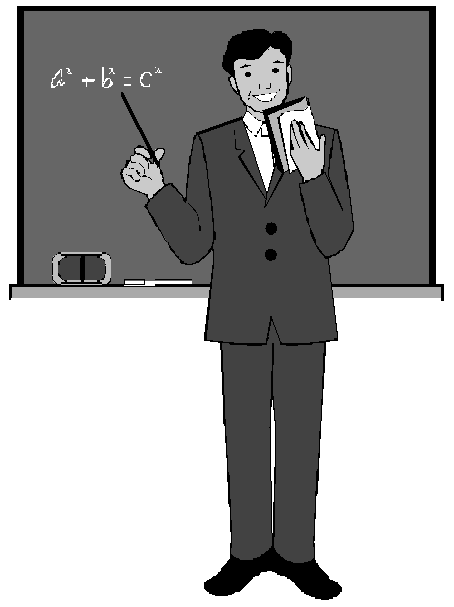 a² + b² = c²